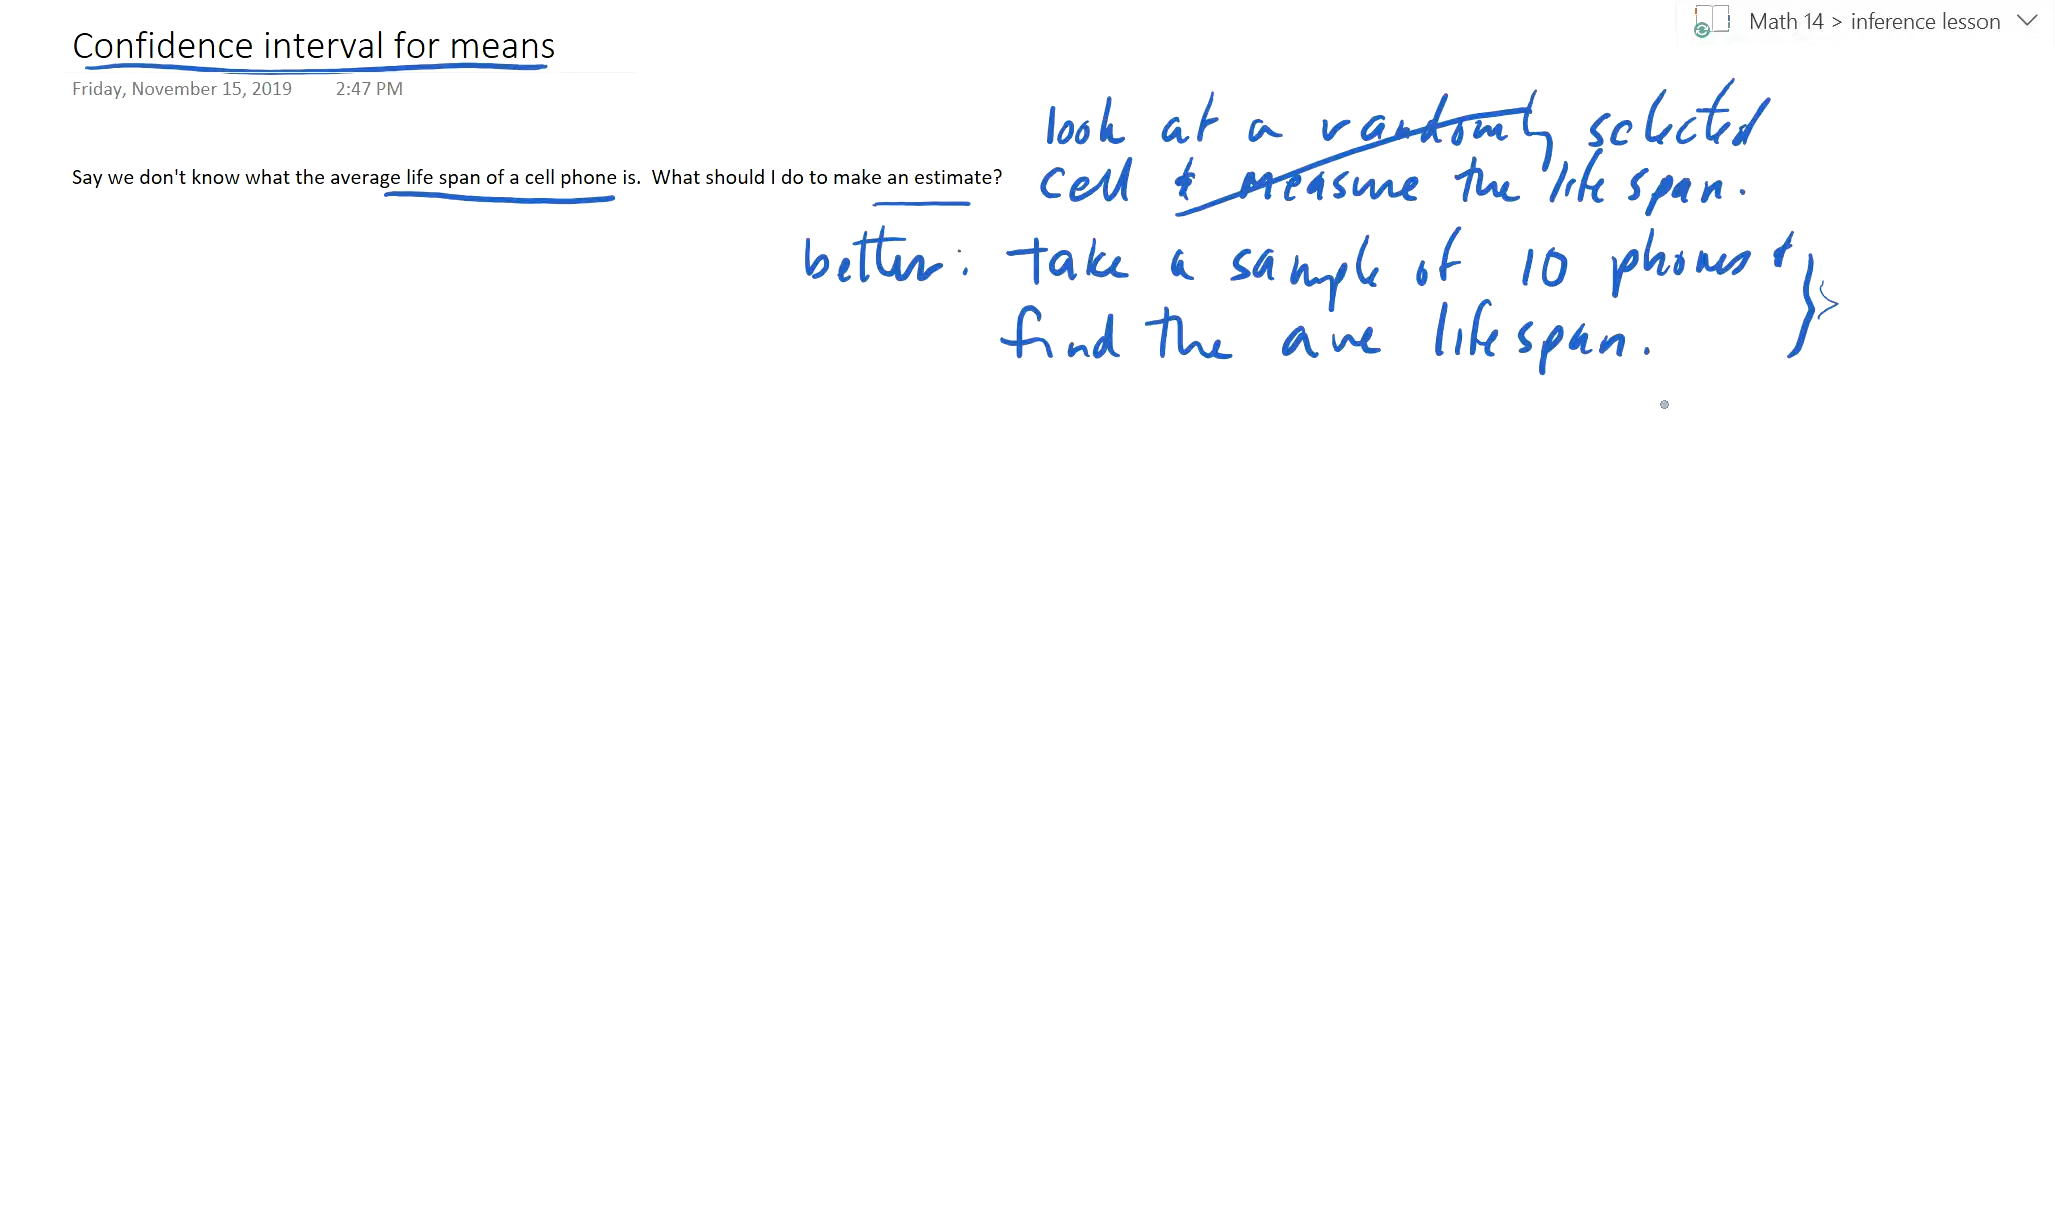 Math 14 > inference lesson
Confidence interval for means
Friday, November 15, 2019 2:47 PM
Say we don't know what the average life span of a cell phone is. What should I do to make an estimate?
look at a randomly selected
cell & measure the life span.
better: take a sample of 10 phones &
find the ave lifespan.